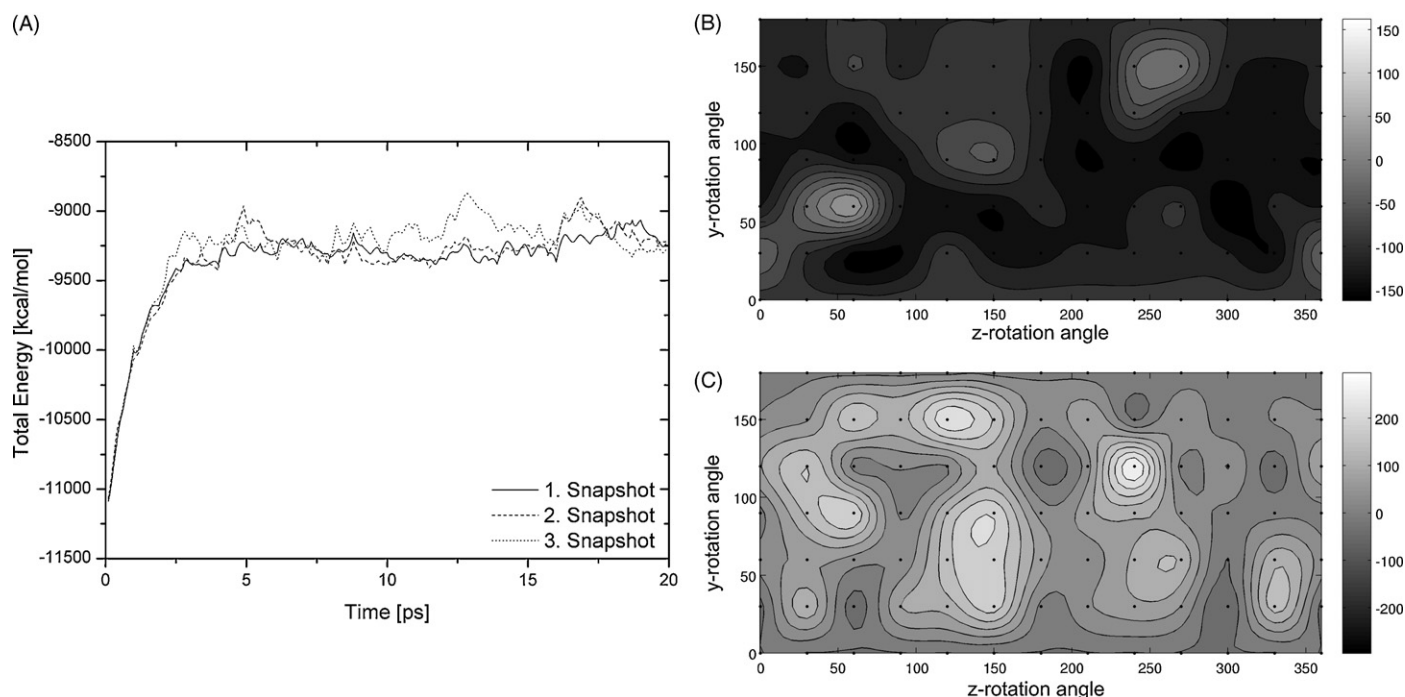 (A)
-8500
-9000
-9500
-10000
-10500
-11000
-11500
Total Energy [kcal/mol]
0 5 10 15 20
Time [ps]
1. Snapshot
2. Snapshot
3. Snapshot
(B)
150
100
50
0
y-rotation angle
0 50 100 150 200 250 300 350
z-rotation angle
150
100
50
0
-50
-100
-150
(C)
150
100
50
0
y-rotation angle
0 50 100 150 200 250 300 350
z-rotation angle
200
100
0
-100
-200